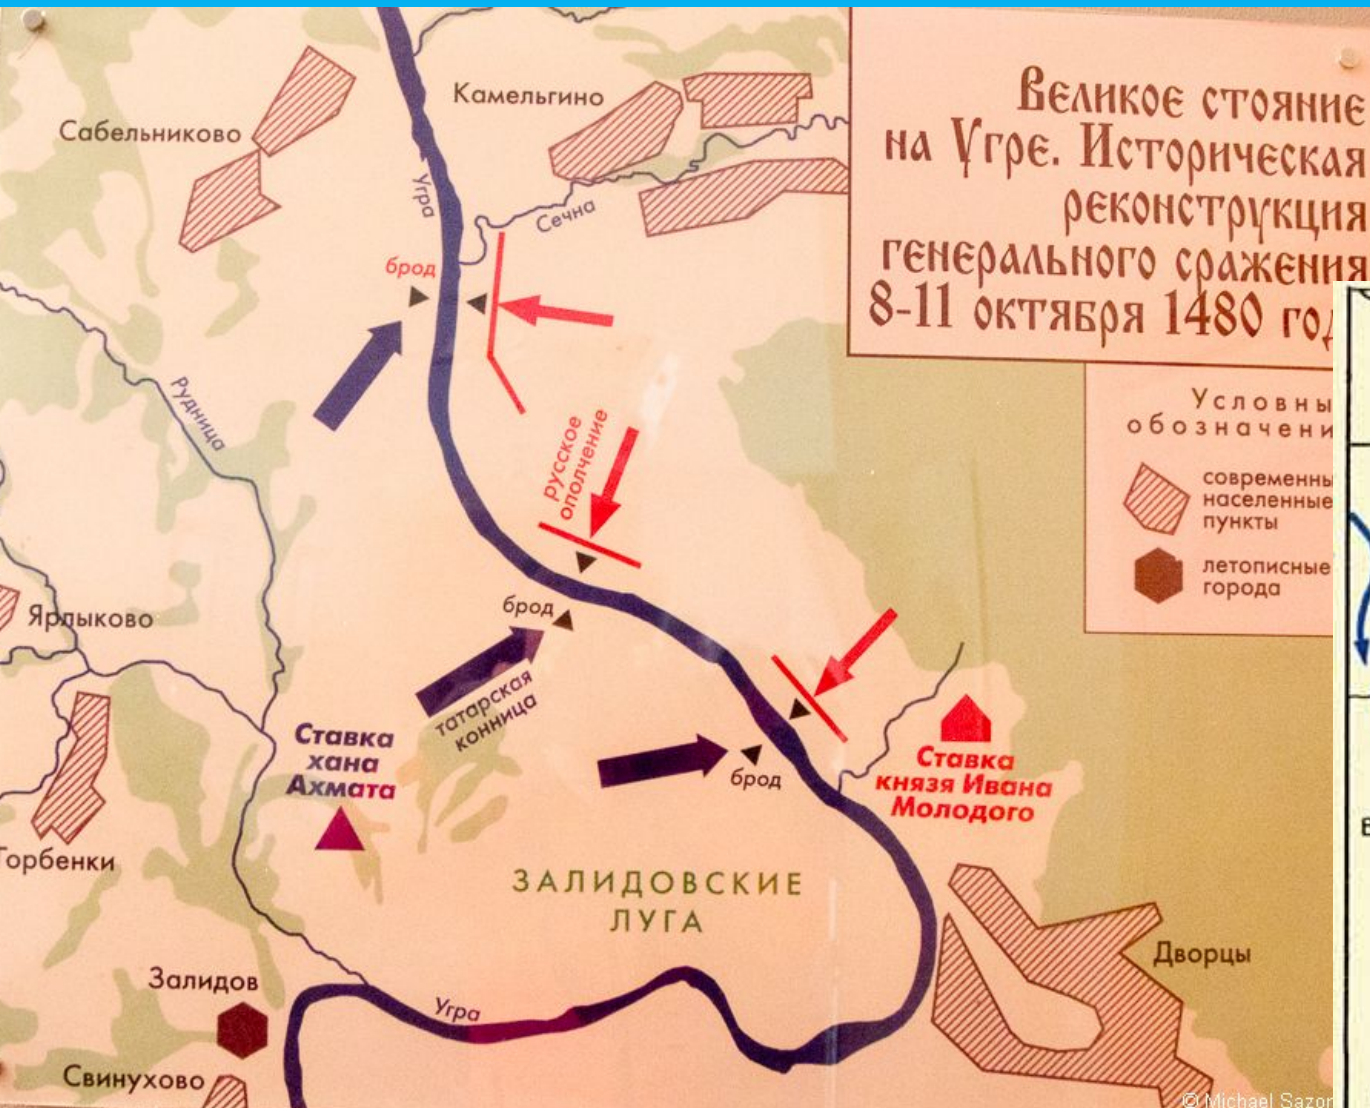 Великое стояние
на Угре. Историческая
реконструкция
генерального сражения
8-11 октября 1480
Условны
обозначени
современны
населенные
пункты
летописные
города
Сабельниково
Камельгино
Угра
Сечна
брод
Рудница
русское
ополчение
Ярлыково
брод
татарская
конница
Ставка
хана
Ахмата
брод
Ставка
князя Ивана
Молодого
Горбенки
ЗАЛИДОВСКИЕ
ЛУГА
Дворцы
Залидов
Угра
Свинухово
© Michael Sazon